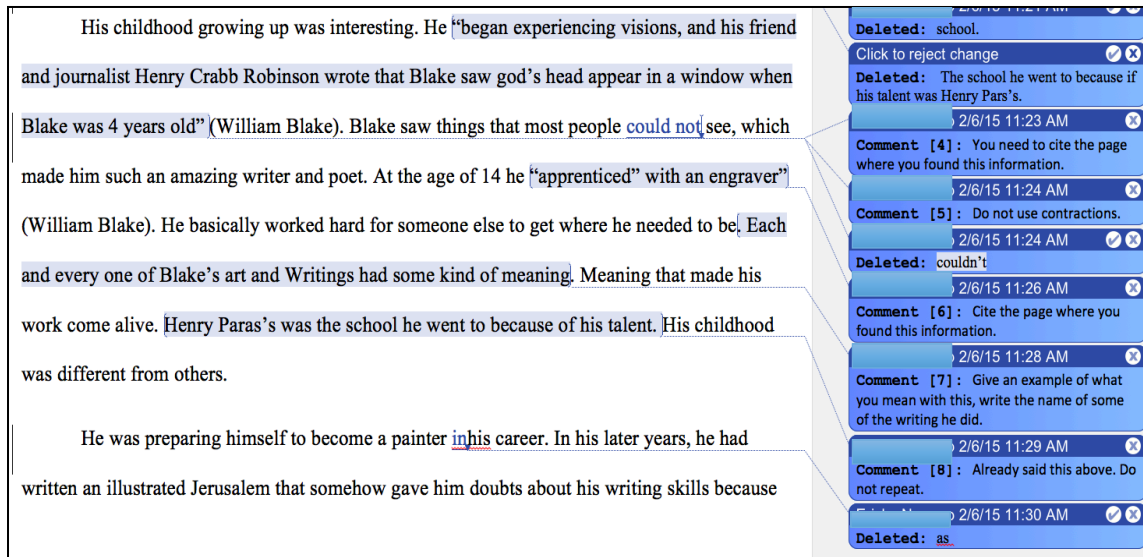 His childhood growing up was interesting. He “began experiencing visions, and his friend
and journalist Henry Crabb Robinson wrote that Blake saw god’s head appear in a window when
Blake was 4 years old” (William Blake). Blake saw things that most people could not see, which
made him such an amazing writer and poet. At the age of 14 he “apprenticed” with an engraver”
(William Blake). He basically worked hard for someone else to get where he needed to be. Each
and every one of Blake’s art and Writings had some kind of meaning. Meaning that made his
work come alive. Henry Paras’s was the school he went to because of his talent. His childhood
was different from others.
He was preparing himself to become a painter inhis career. In his later years, he had
written an illustrated Jerusalem that somehow gave him doubts about his writing skills because
2/6/15 11:21 AM
Deleted: school.
Click to reject change
Deleted: The school he went to because if
his talent was Henry Pars’s.
2/6/15 11:23 AM
Comment [4]: You need to cite the page
where you found this information.
2/6/15 11:24 AM
Comment [5]: Do not use contractions.
2/6/15 11:24 AM
Deleted: couldn’t
2/6/15 11:26 AM
Comment [6]: Cite the page where you
found this information.
2/6/15 11:28 AM
Comment [7]: Give an example of what
you mean with this, write the name of some
of the writing he did.
2/6/15 11:29 AM
Comment [8]: Already said this above. Do
not repeat.
2/6/15 11:30 AM
Deleted: as